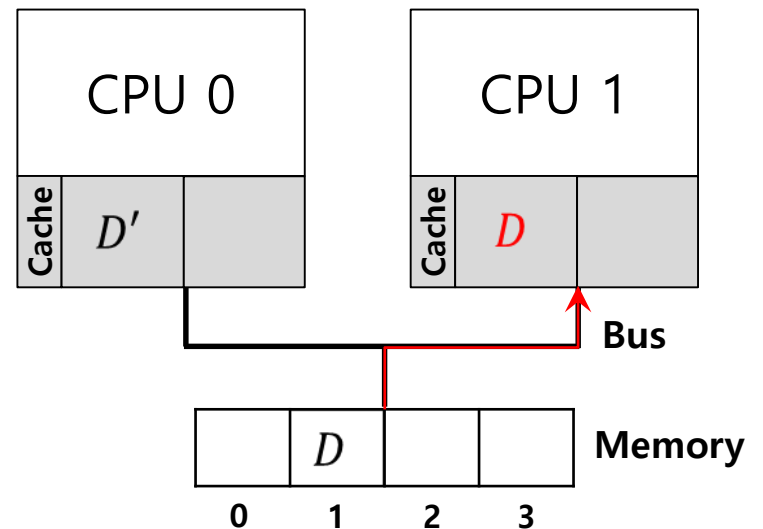 CPU 0
CPU 1
Cache
D′
Cache
D
Bus
D
Memory
0
1
2
3